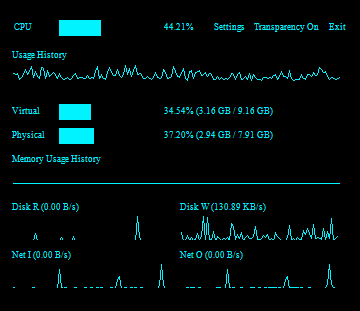 CPU 44.21% Settings Transparency On Exit
Usage History
Virtual 34.54% (3.16 GB / 9.16 GB)
Physical 37.20% (2.94 GB / 7.91 GB)
Memory Usage History
Disk R (0.00 B/s) Disk W (130.89 KB/s)
Net I (0.00 B/s) Net O (0.00 B/s)